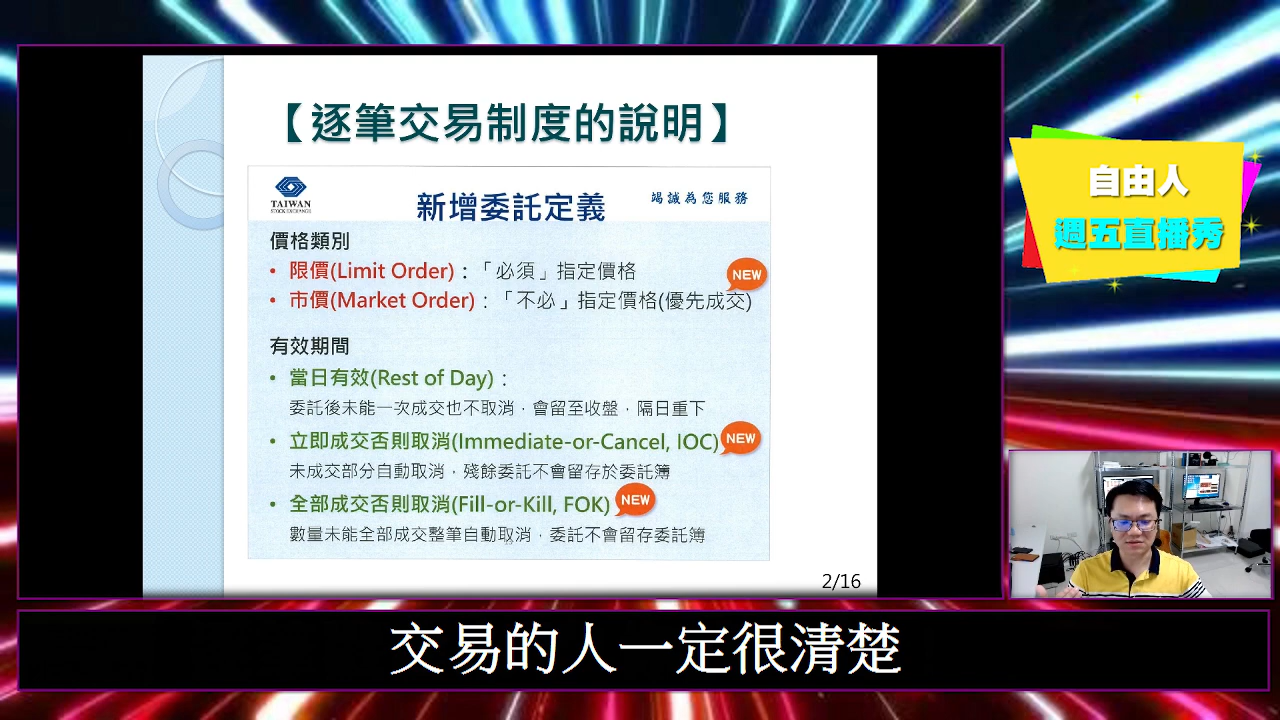 【逐筆交易制度的說明】
TAIWAN
STOCK EXCHANGE
新增委託定義
竭誠為您服務
價格類別
• 限價(Limit Order)：「必須」指定價格
NEW
• 市價(Market Order)：「不必」指定價格(優先成交)
有效期間
• 當日有效(Rest of Day)：
委託後未能一次成交也不取消，會留至收盤，隔日重下
• 立即成交否則取消(Immediate-or-Cancel, IOC)
NEW
未成交部分自動取消，殘餘委託不會留存於委託簿
• 全部成交否則取消(Fill-or-Kill, FOK)
NEW
數量未能全部成交整筆自動取消，委託不會留存委託簿
2/16
自由人
週五直播秀
交易的人一定很清楚